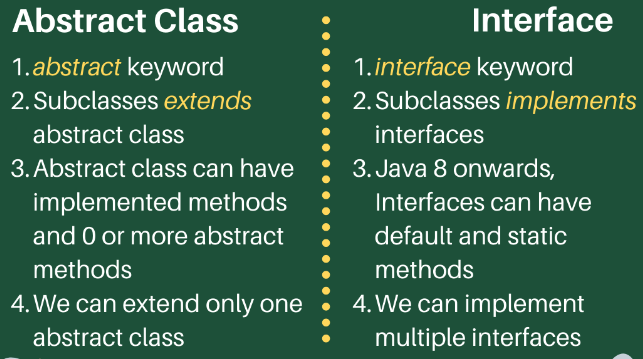 Abstract Class
1. abstract keyword
2. Subclasses extends
abstract class
3. Abstract class can have
implemented methods
and 0 or more abstract
methods
4. We can extend only one
abstract class
Interface
1. interface keyword
2. Subclasses implements
interfaces
3. Java 8 onwards,
Interfaces can have
default and static
methods
4. We can implement
multiple interfaces